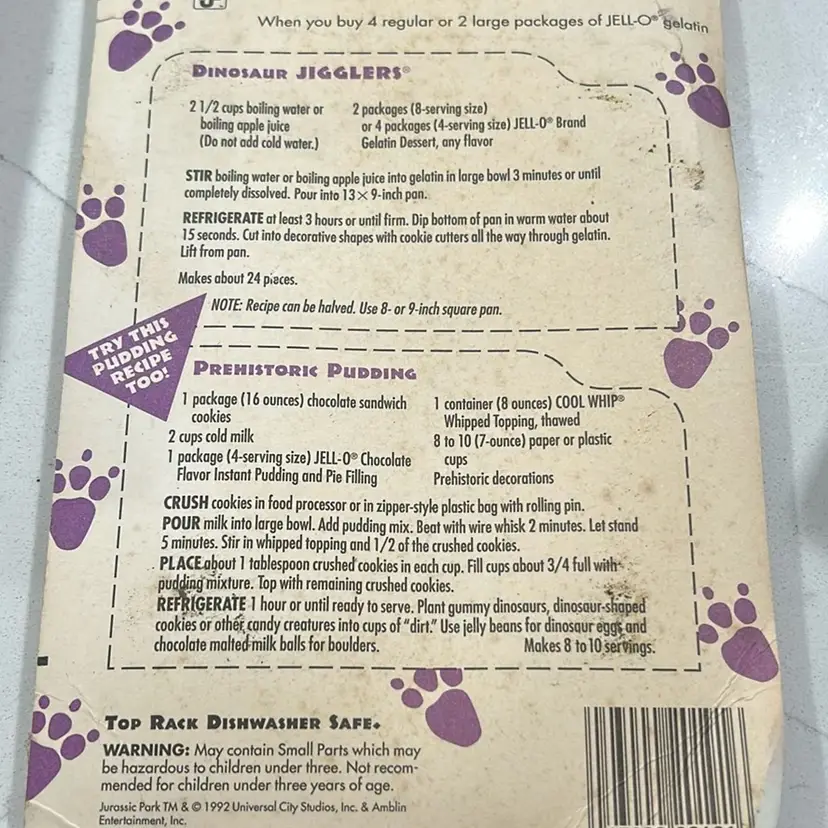 When you buy 4 regular or 2 large packages of JELL-O® gelatin
DINOSAUR JIGGLERS®
2 1/2 cups boiling water or
boiling apple juice
(Do not add cold water.)
2 packages (8-serving size)
or 4 packages (4-serving size) JELL-O® Brand
Gelatin Dessert, any flavor
STIR boiling water or boiling apple juice into gelatin in large bowl 3 minutes or until
completely dissolved. Pour into 13 × 9-inch pan.
REFRIGERATE at least 3 hours or until firm. Dip bottom of pan in warm water about
15 seconds. Cut into decorative shapes with cookie cutters all the way through gelatin.
Lift from pan.
Makes about 24 pieces.
NOTE: Recipe can be halved. Use 8- or 9-inch square pan.
TRY THIS
PUDDING
RECIPE
TOO!
PREHISTORIC PUDDING
1 package (16 ounces) chocolate sandwich
cookies
2 cups cold milk
1 package (4-serving size) JELL-O® Chocolate
Flavor Instant Pudding and Pie Filling
1 container (8 ounces) COOL WHIP®
Whipped Topping, thawed
8 to 10 (7-ounce) paper or plastic
cups
Prehistoric decorations
CRUSH cookies in food processor or in zipper-style plastic bag with rolling pin.
POUR milk into large bowl. Add pudding mix. Beat with wire whisk 2 minutes. Let stand
5 minutes. Stir in whipped topping and 1/2 of the crushed cookies.
PLACE about 1 tablespoon crushed cookies in each cup. Fill cups about 3/4 full with
pudding mixture. Top with remaining crushed cookies.
REFRIGERATE 1 hour or until ready to serve. Plant gummy dinosaurs, dinosaur-shaped
cookies or other candy creatures into cups of "dirt." Use jelly beans for dinosaur eggs and
chocolate malted milk balls for boulders.
Makes 8 to 10 servings.
TOP RACK DISHWASHER SAFE.
WARNING: May contain Small Parts which may
be hazardous to children under three. Not recom-
mended for children under three years of age.
Jurassic Park TM & © 1992 Universal City Studios, Inc. & Amblin
Entertainment, Inc.